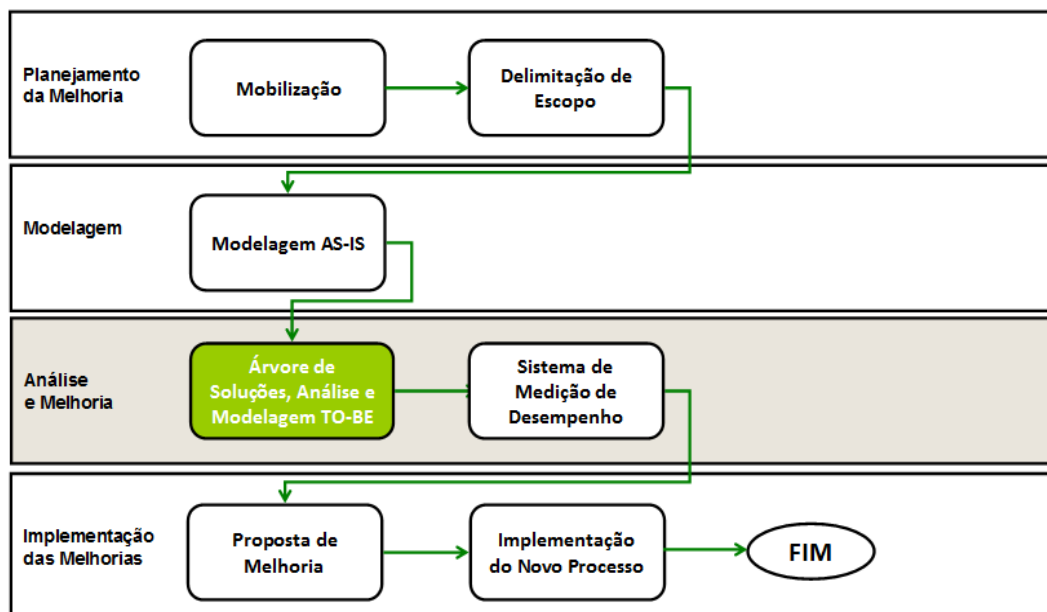 Planejamento
da Melhoria
Mobilização
Delimitação de
Escopo
Modelagem
Modelagem AS-IS
Análise
e Melhoria
Árvore de
Soluções, Análise e
Modelagem TO-BE
Sistema de
Medição de
Desempenho
Implementação
das Melhorias
Proposta de
Melhoria
Implementação
do Novo Processo
FIM